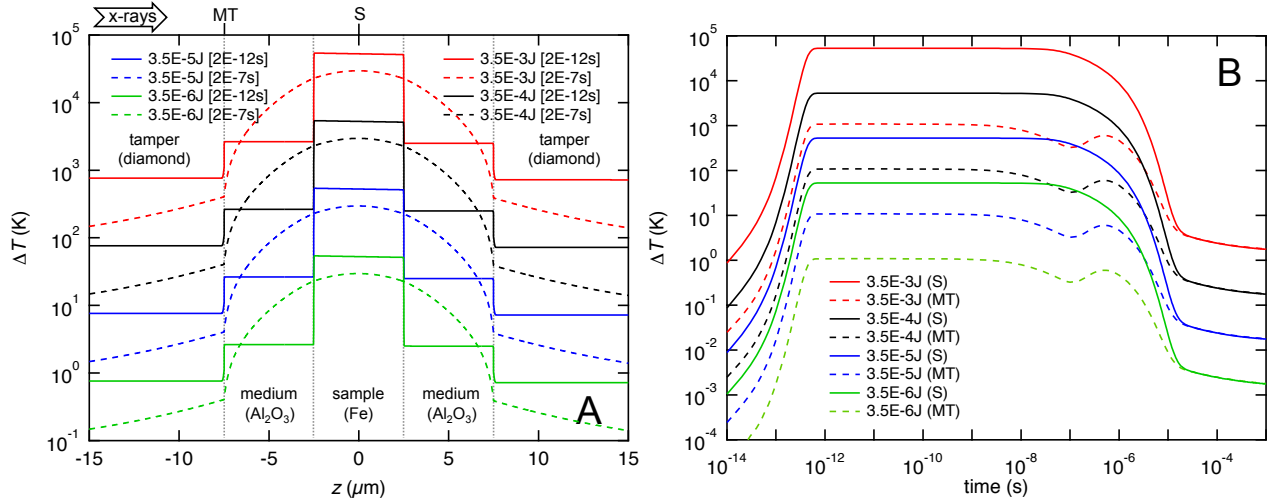 x-rays
MT
S
A
ΔT (K)
10^5
10^4
10^3
10^2
10^1
10^0
10^-1
3.5E-5J [2E-12s]
3.5E-5J [2E-7s]
3.5E-6J [2E-12s]
3.5E-6J [2E-7s]
3.5E-3J [2E-12s]
3.5E-3J [2E-7s]
3.5E-4J [2E-12s]
3.5E-4J [2E-7s]
tamper
(diamond)
tamper
(diamond)
medium
(Al₂O₃)
sample
(Fe)
medium
(Al₂O₃)
-15
-10
-5
0
5
10
15
z (µm)
B
ΔT (K)
10^5
10^4
10^3
10^2
10^1
10^0
10^-1
10^-2
10^-3
10^-4
3.5E-3J (S)
3.5E-3J (MT)
3.5E-4J (S)
3.5E-4J (MT)
3.5E-5J (S)
3.5E-5J (MT)
3.5E-6J (S)
3.5E-6J (MT)
10^-14
10^-12
10^-10
10^-8
10^-6
10^-4
time (s)